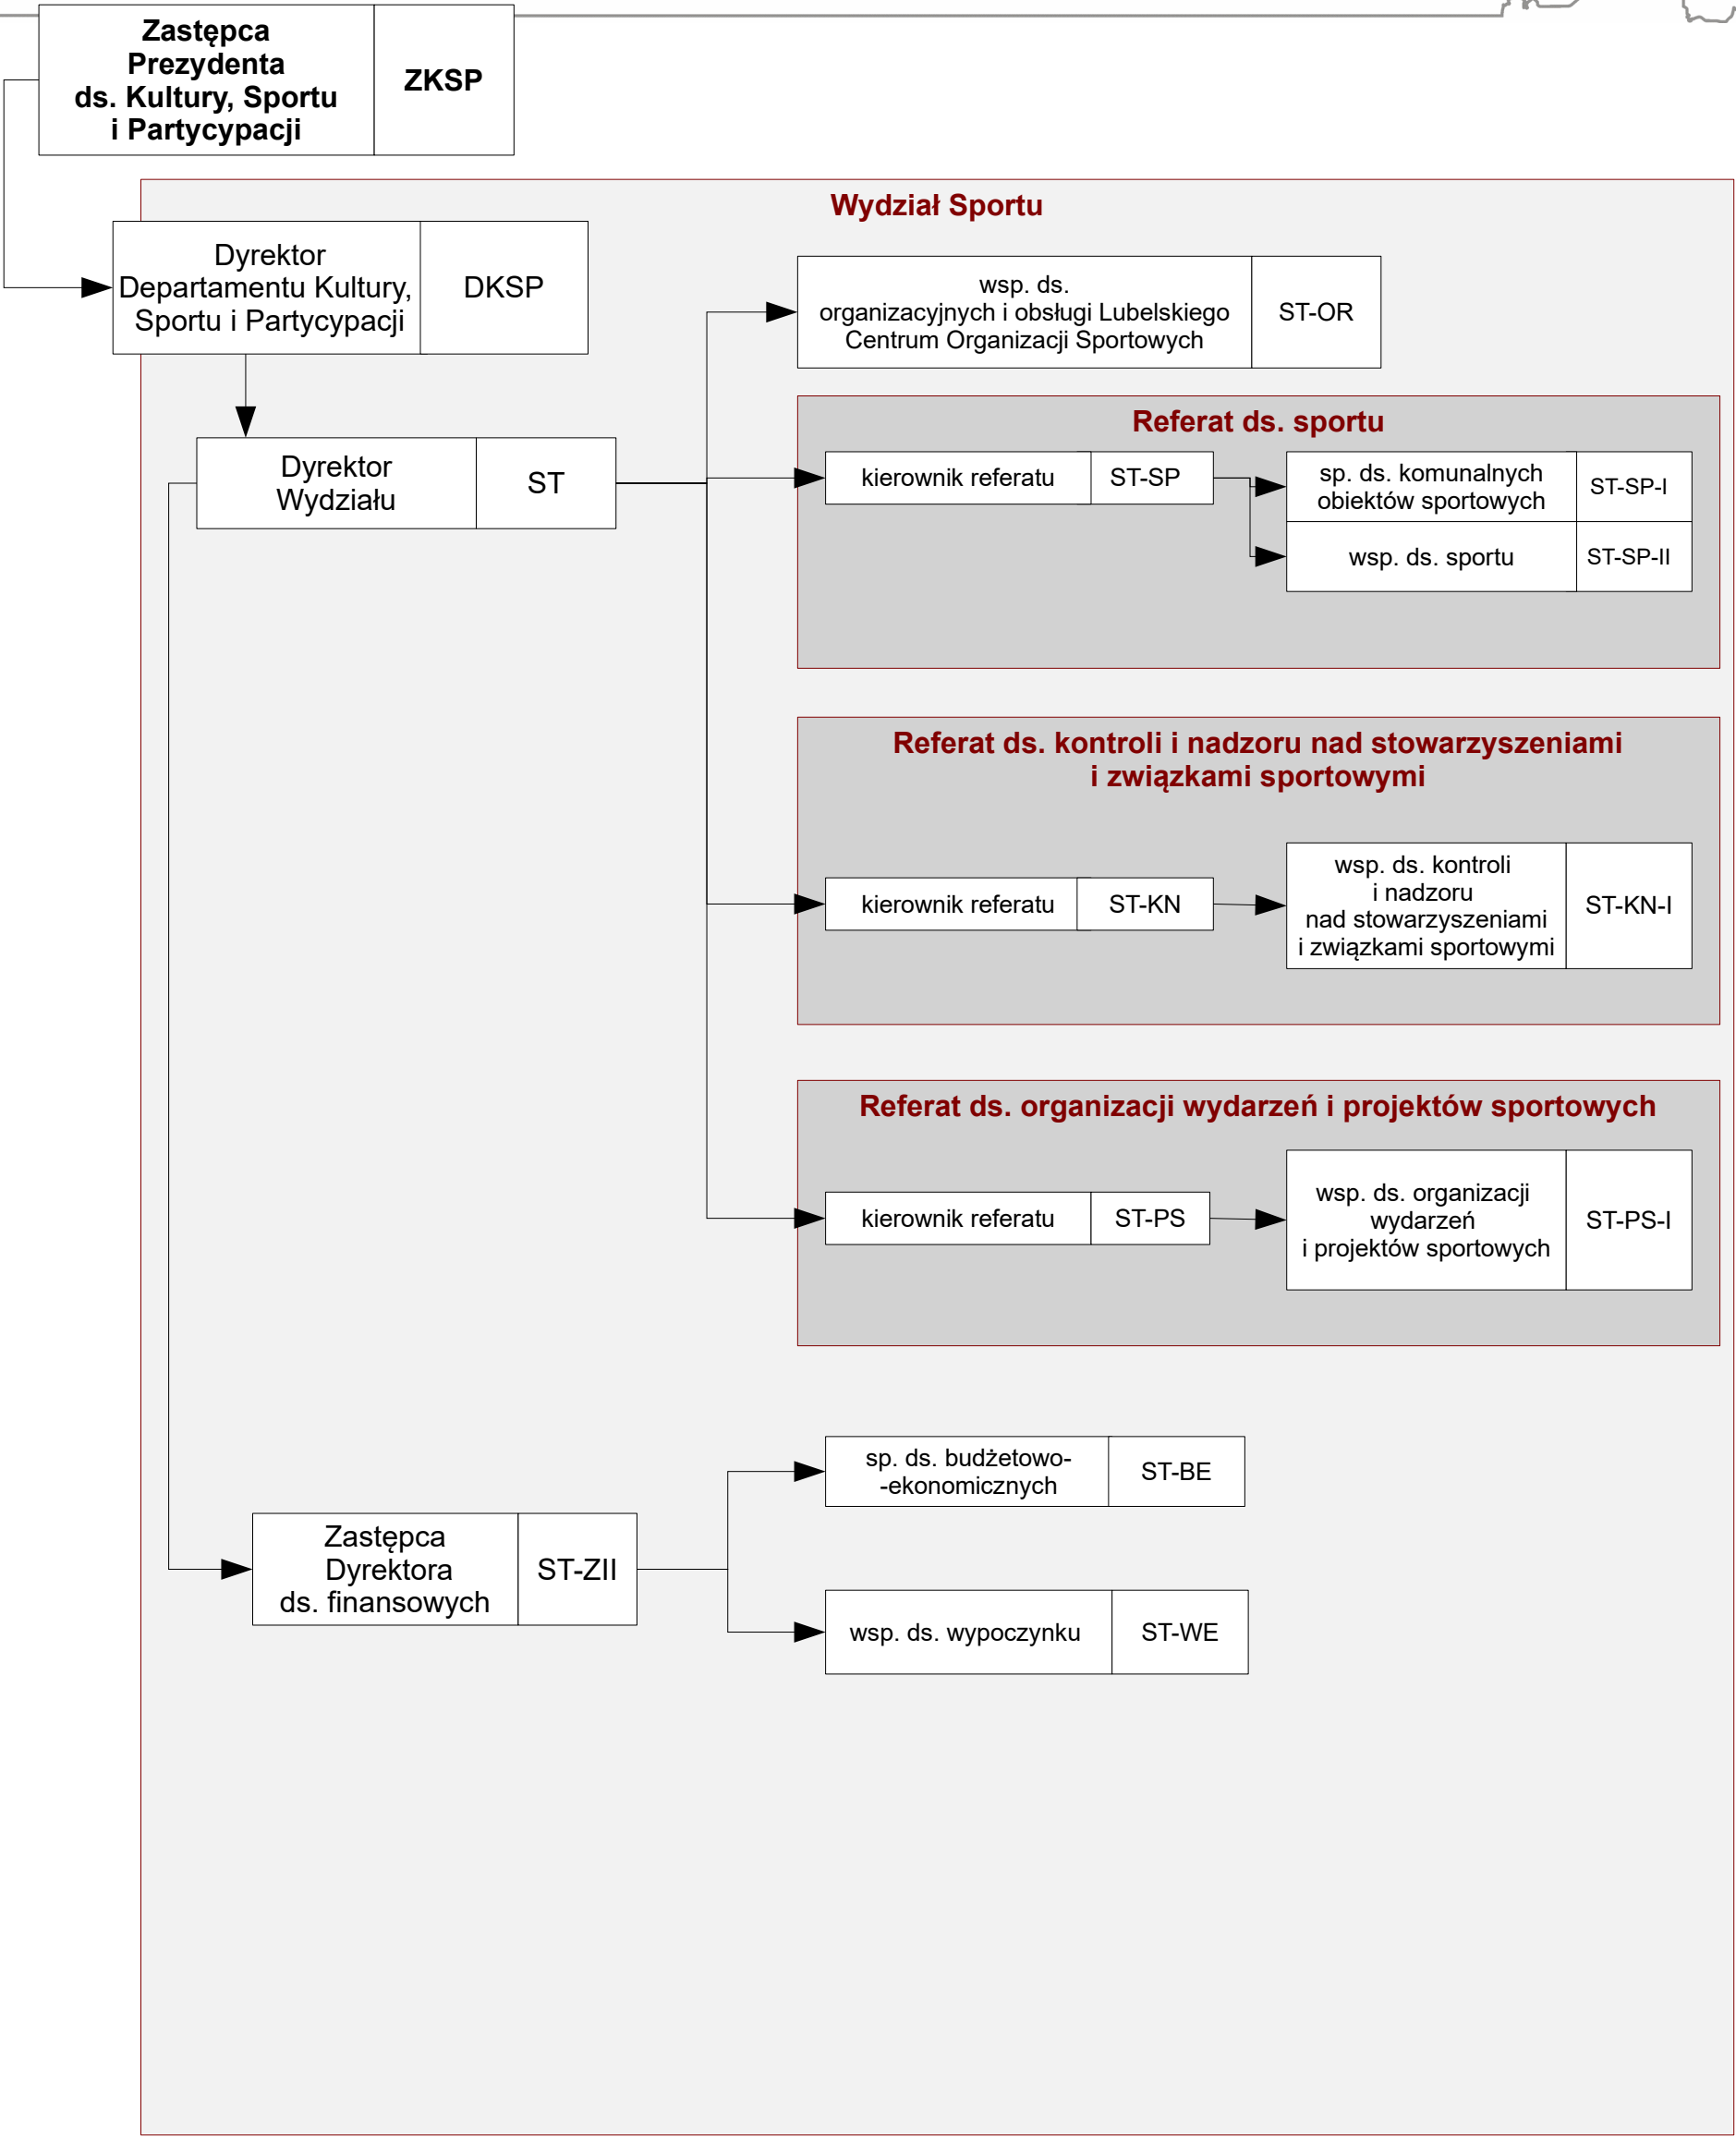 Zastępca
Prezydenta
ds. Kultury, Sportu
i Partycypacji
ZKSP
Wydział Sportu
Dyrektor
Departamentu Kultury,
Sportu i Partycypacji
DKSP
wsp. ds.
organizacyjnych i obsługi Lubelskiego
Centrum Organizacji Sportowych
ST-OR
Dyrektor
Wydziału
ST
Referat ds. sportu
kierownik referatu
ST-SP
sp. ds. komunalnych
obiektów sportowych
ST-SP-I
wsp. ds. sportu
ST-SP-II
Referat ds. kontroli i nadzoru nad stowarzyszeniami
i związkami sportowymi
kierownik referatu
ST-KN
wsp. ds. kontroli
i nadzoru
nad stowarzyszeniami
i związkami sportowymi
ST-KN-I
Referat ds. organizacji wydarzeń i projektów sportowych
kierownik referatu
ST-PS
wsp. ds. organizacji
wydarzeń
i projektów sportowych
ST-PS-I
Zastępca
Dyrektora
ds. finansowych
ST-ZII
sp. ds. budżetowo-
-ekonomicznych
ST-BE
wsp. ds. wypoczynku
ST-WE